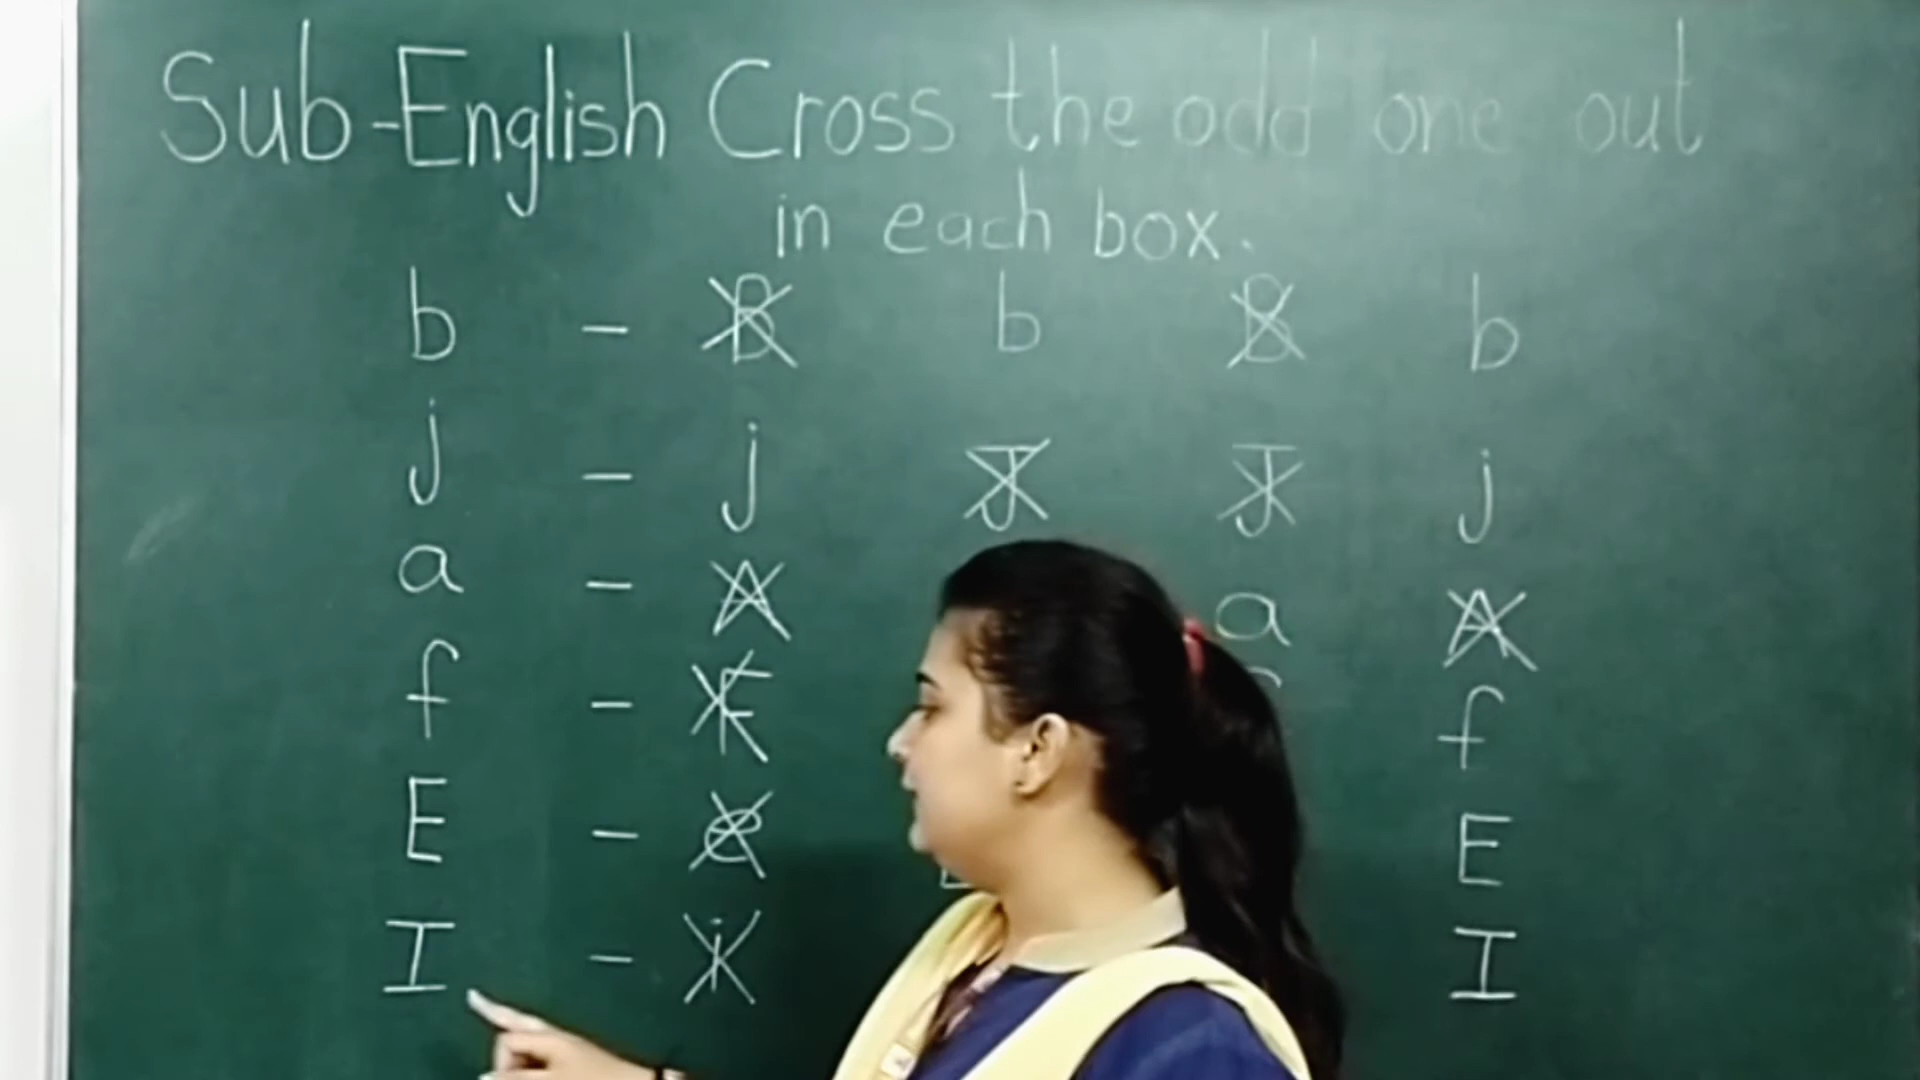 Sub-English Cross the odd one out
in each box.
b - B b B b
j - j J J j
a - A a A
f - F f
E - e E
I - i I